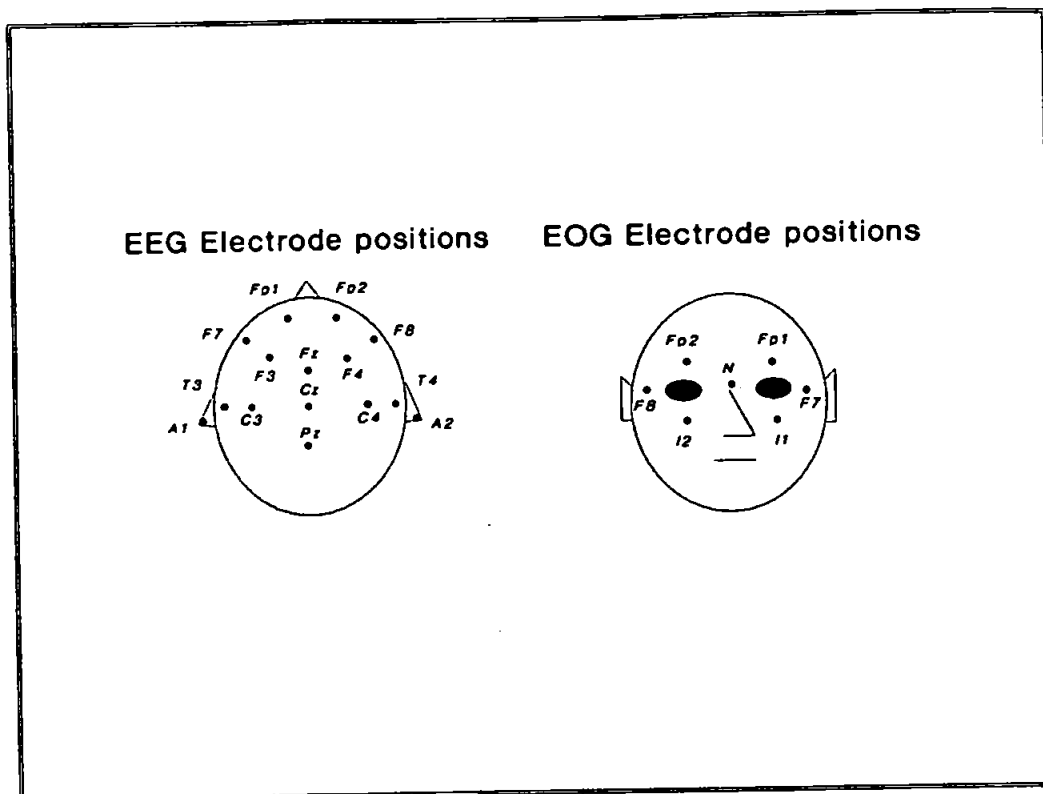 EEG Electrode positions
EOG Electrode positions
Fp1 Fp2
F7 F8
F3 Fz F4
T3 Cz T4
A1 C3 C4 A2
Pz
Fp2 Fp1
N
F8 F7
I2 I1